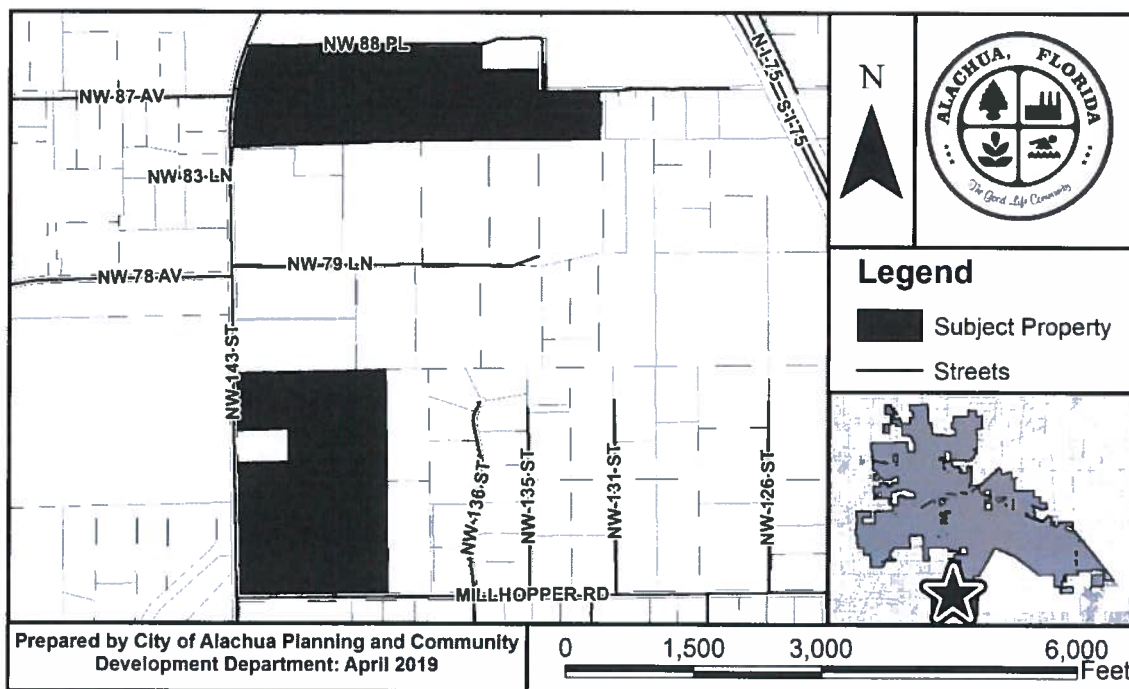 NW 88 PL
NW-87-AV
NW-83-LN
NW-79-LN
NW-78-AV
NW-143-ST
NW-136-ST
NW-135-ST
NW-131-ST
NW-126-ST
MILLHOPPER-RD
N-I-75
S-I-75
N
ALACHUA, FLORIDA
The Good Life Community
Legend
Subject Property
Streets
Prepared by City of Alachua Planning and Community
Development Department: April 2019
0 1,500 3,000 6,000
Feet